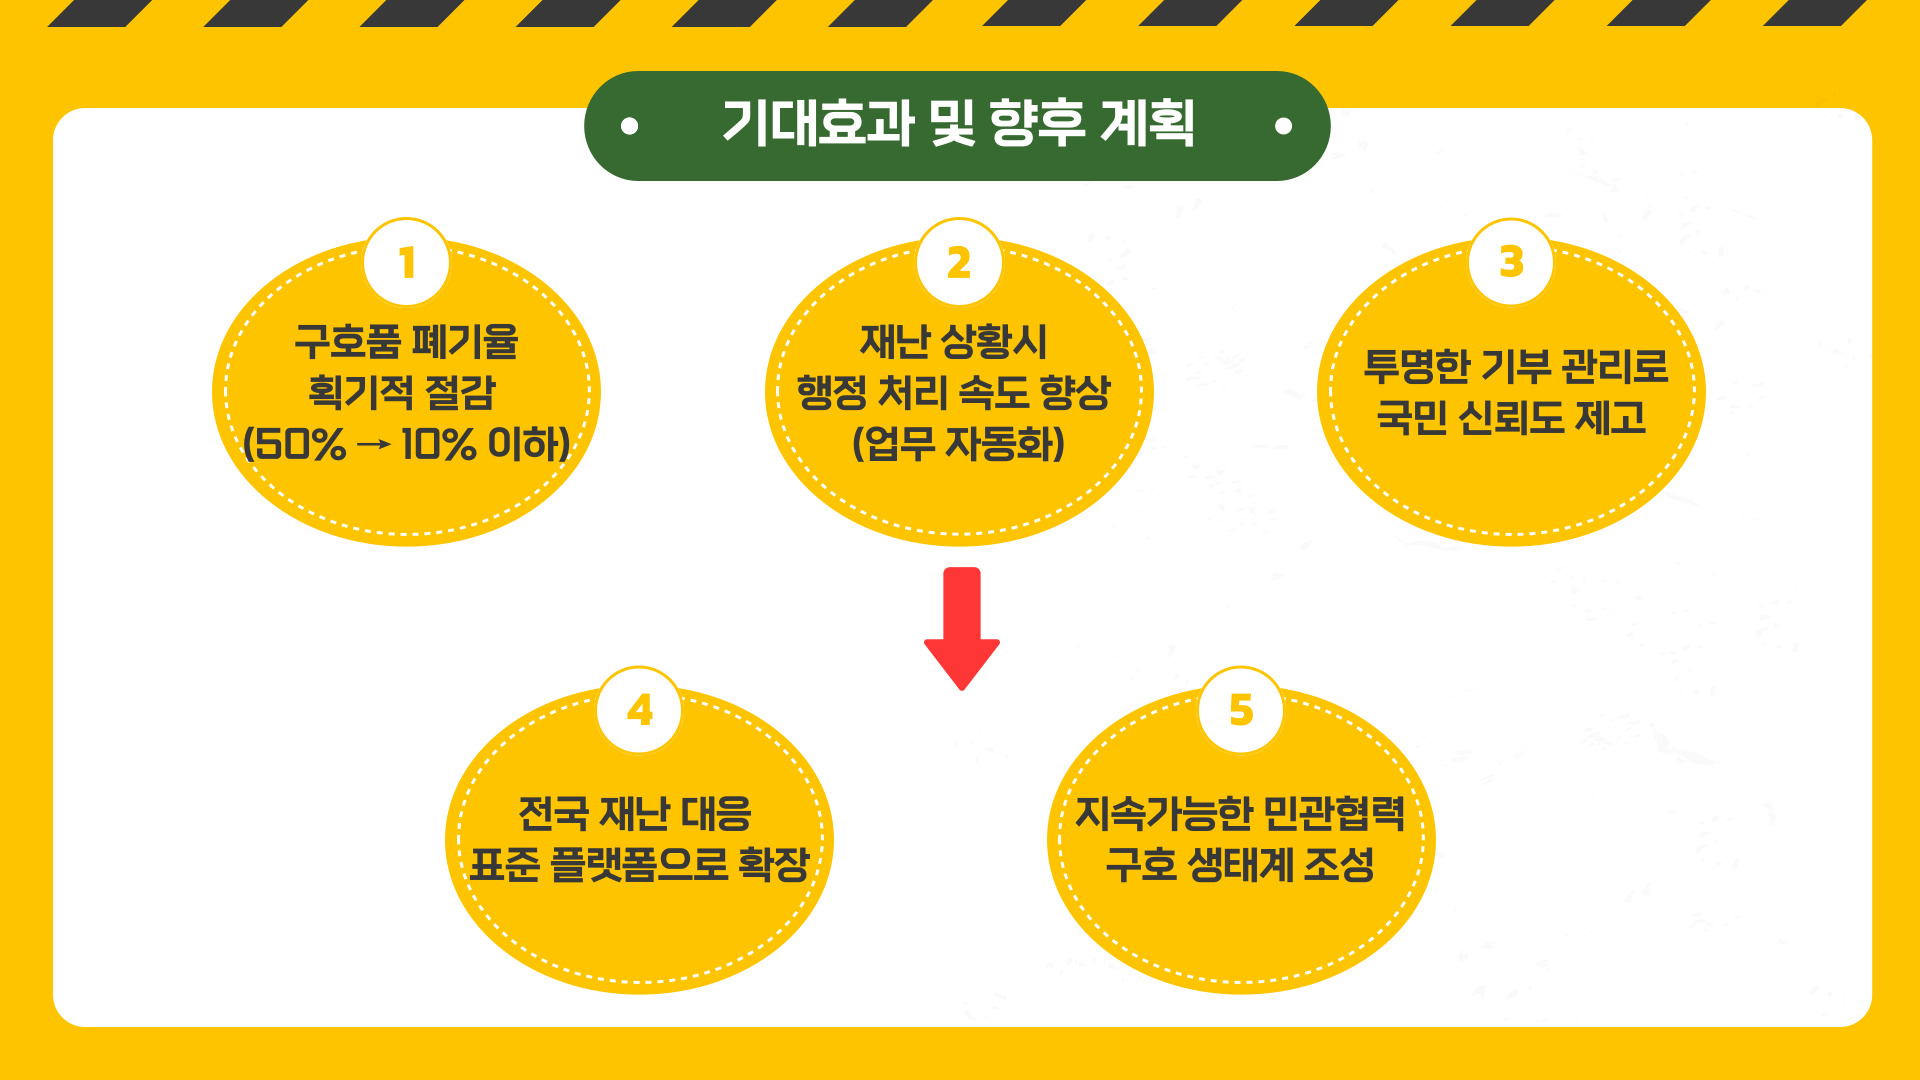 기대효과 및 향후 계획
1
구호품 폐기율
획기적 절감
(50% → 10% 이하)
2
재난 상황시
행정 처리 속도 향상
(업무 자동화)
3
투명한 기부 관리로
국민 신뢰도 제고
4
전국 재난 대응
표준 플랫폼으로 확장
5
지속가능한 민관협력
구호 생태계 조성